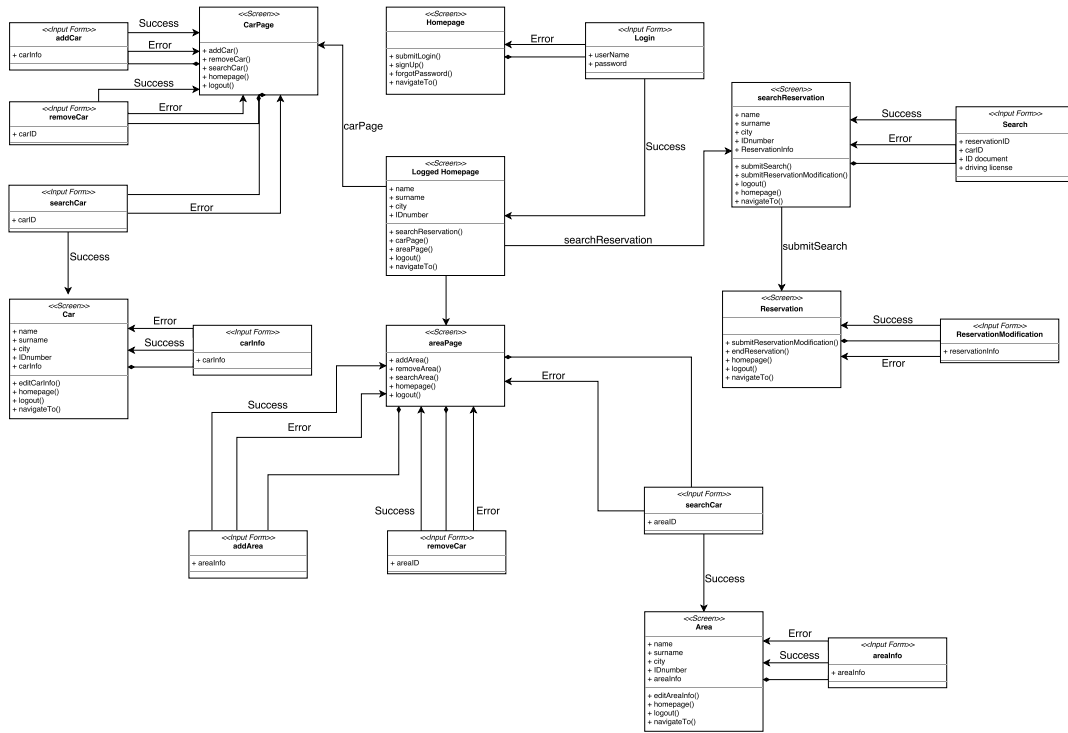 <<Input Form>>
addCar
+ carInfo
Success
Error
<<Screen>>
CarPage
+ addCar()
+ removeCar()
+ searchCar()
+ homepage()
+ logout()
<<Screen>>
Homepage
+ submitLogin()
+ signUp()
+ forgotPassword()
+ navigateTo()
Error
<<Input Form>>
Login
+ userName
+ password
Success
<<Input Form>>
removeCar
+ carID
Success
Error
carPage
<<Input Form>>
searchCar
+ carID
Error
Success
<<Screen>>
Logged Homepage
+ name
+ surname
+ city
+ IDnumber
+ searchReservation()
+ carPage()
+ areaPage()
+ logout()
+ navigateTo()
searchReservation
<<Screen>>
searchReservation
+ name
+ surname
+ city
+ IDnumber
+ ReservationInfo
+ submitSearch()
+ submitReservationModification()
+ logout()
+ homepage()
+ navigateTo()
Success
Error
<<Input Form>>
Search
+ reservationID
+ carID
+ ID document
+ driving license
submitSearch
<<Screen>>
Reservation
+ submitReservationModification()
+ endReservation()
+ homepage()
+ logout()
+ navigateTo()
Success
Error
<<Input Form>>
ReservationModification
+ reservationInfo
<<Screen>>
Car
+ name
+ surname
+ city
+ IDnumber
+ carInfo
+ editCarInfo()
+ homepage()
+ logout()
+ navigateTo()
Error
Success
<<Input Form>>
carInfo
+ carInfo
<<Screen>>
areaPage
+ addArea()
+ removeArea()
+ searchArea()
+ homepage()
+ logout()
Success
Error
Error
Success
Error
<<Input Form>>
addArea
+ areaInfo
<<Input Form>>
removeCar
+ areaID
<<Input Form>>
searchCar
+ areaID
Success
<<Screen>>
Area
+ name
+ surname
+ city
+ IDnumber
+ areaInfo
+ editAreaInfo()
+ homepage()
+ logout()
+ navigateTo()
Error
Success
<<Input Form>>
areaInfo
+ areaInfo